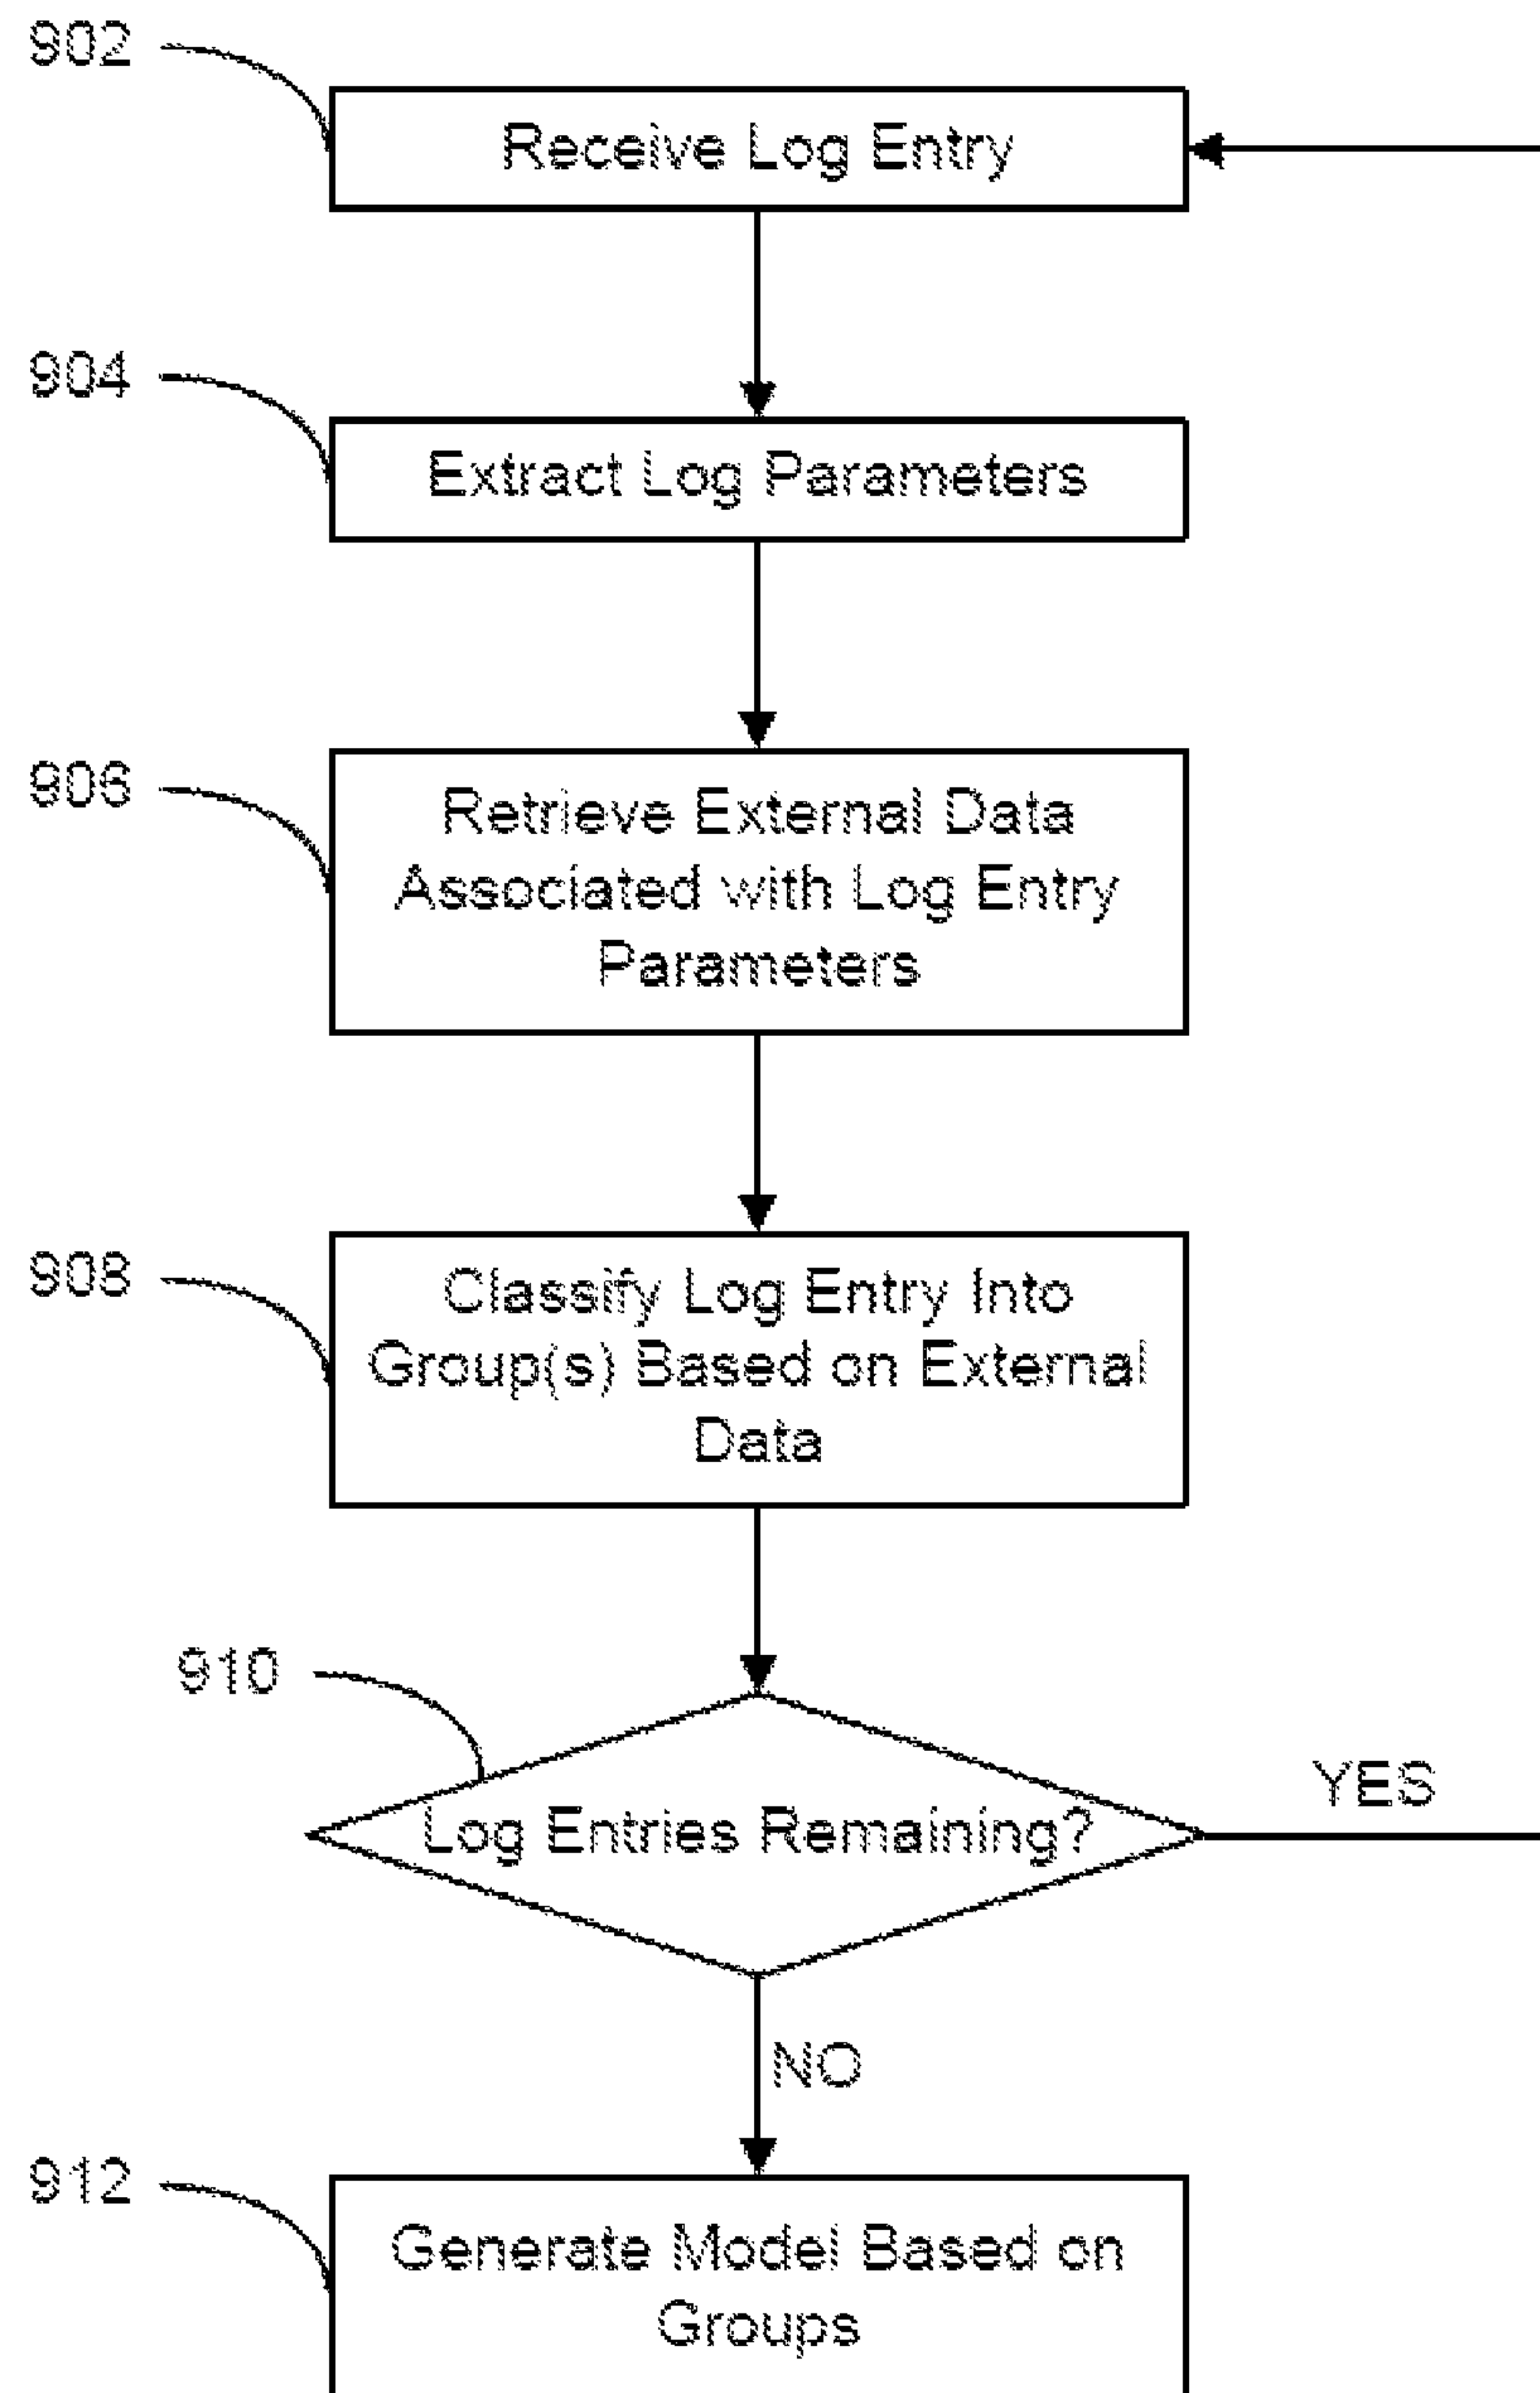 902
Receive Log Entry
904
Extract Log Parameters
906
Retrieve External Data
Associated with Log Entry
Parameters
908
Classify Log Entry Into
Group(s) Based on External
Data
910
Log Entries Remaining?
YES
NO
912
Generate Model Based on
Groups